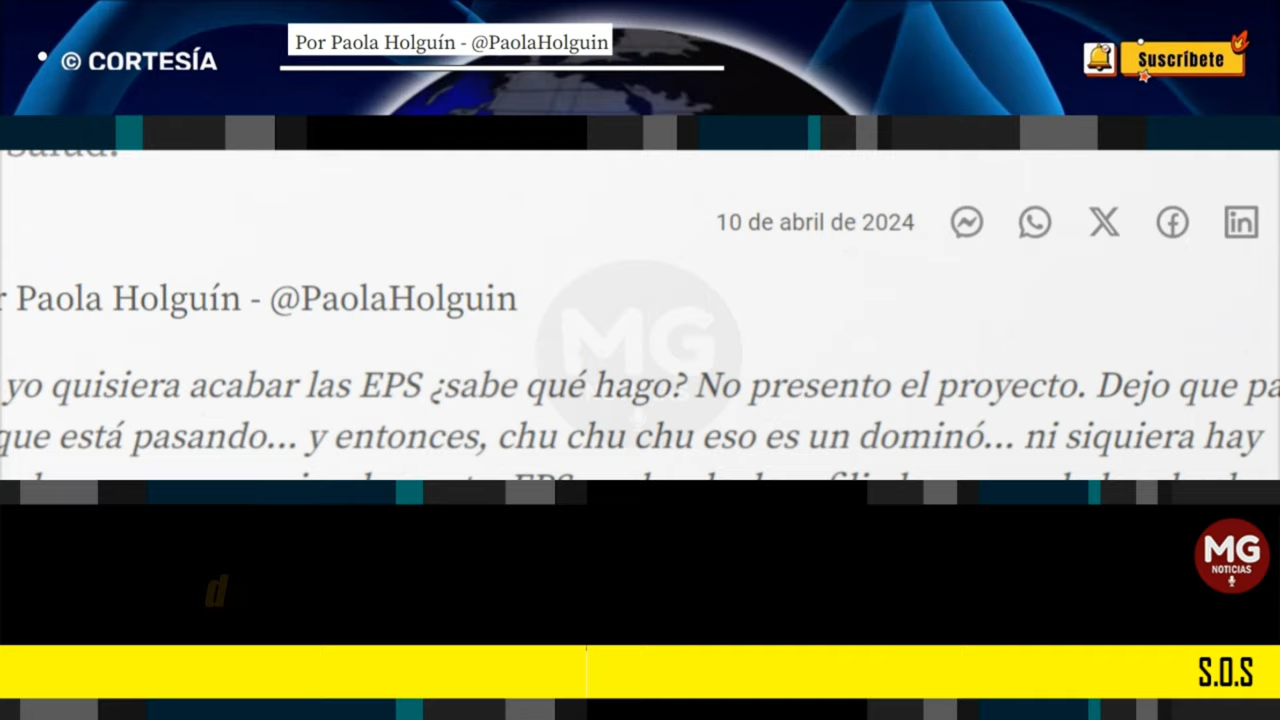 © CORTESÍA
Por Paola Holguín - @PaolaHolguin
Suscríbete
10 de abril de 2024
Paola Holguín - @PaolaHolguin
yo quisiera acabar las EPS ¿sabe qué hago? No presento el proyecto. Dejo que pa
que está pasando... y entonces, chu chu chu eso es un dominó... ni siquiera hay
MG
MG
NOTICIAS
d
S.O.S